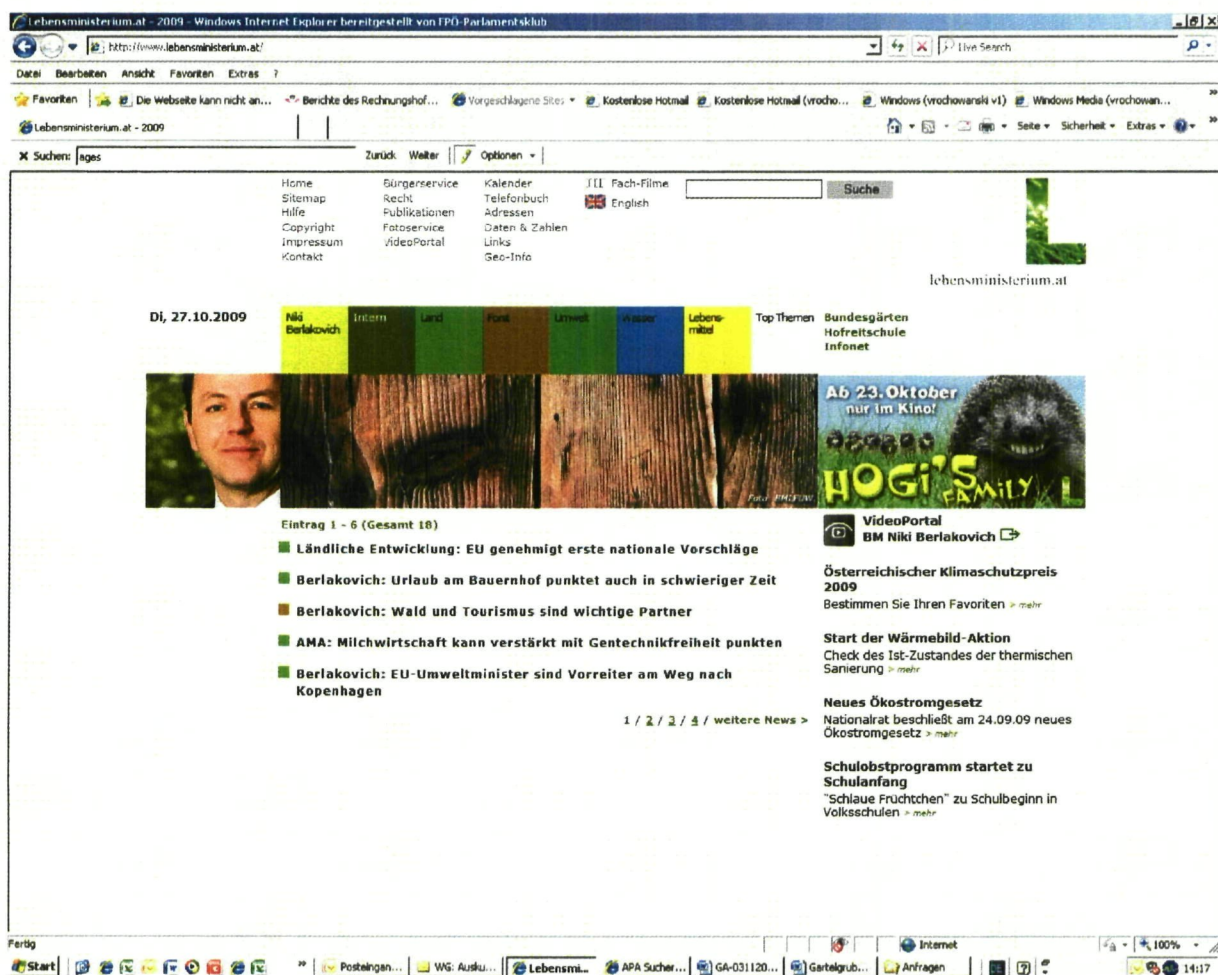 Lebensministerium.at - 2009 - Windows Internet Explorer bereitgestellt von FPÖ-Parlamentsklub
http://www.lebensministerium.at/
Live Search
Datei Bearbeiten Ansicht Favoriten Extras ?
Favoriten Die Webseite kann nicht an... Berichte des Rechnungshof... Vorgeschlagene Sites Kostenlose Hotmail Kostenlose Hotmail (vrocho... Windows (vrochowanski v1) Windows Media (vrochowan... »
Lebensministerium.at - 2009
Seite Sicherheit Extras »
X Suchen: ages Zurück Weiter Optionen
Home Bürgerservice Kalender Fach-Filme Suche
Sitemap Recht Telefonbuch English
Hilfe Publikationen Adressen
Copyright Fotoservice Daten & Zahlen
Impressum VideoPortal Links
Kontakt Geo-Info
L
lebensministerium.at
Di, 27.10.2009
Niki Berlakovich
Intern
Land
Forst
Umwelt
Wasser
Lebens-
mittel
Top Themen
Bundesgärten
Hofreitschule
Infonet
Ab 23. Oktober
nur im Kino!
HOGI'S
FAMILY
L
Foto: BMLFUW
Eintrag 1 - 6 (Gesamt 18)
Ländliche Entwicklung: EU genehmigt erste nationale Vorschläge
Berlakovich: Urlaub am Bauernhof punktet auch in schwieriger Zeit
Berlakovich: Wald und Tourismus sind wichtige Partner
AMA: Milchwirtschaft kann verstärkt mit Gentechnikfreiheit punkten
Berlakovich: EU-Umweltminister sind Vorreiter am Weg nach
Kopenhagen
1 / 2 / 3 / 4 / weitere News >
VideoPortal
BM Niki Berlakovich
Österreichischer Klimaschutzpreis
2009
Bestimmen Sie Ihren Favoriten > mehr
Start der Wärmebild-Aktion
Check des Ist-Zustandes der thermischen
Sanierung > mehr
Neues Ökostromgesetz
Nationalrat beschließt am 24.09.09 neues
Ökostromgesetz > mehr
Schulobstprogramm startet zu
Schulanfang
"Schlaue Früchtchen" zu Schulbeginn in
Volksschulen > mehr
Fertig Internet 100%
Start » Posteingan... WG: Ausku... Lebensmi... APA Sucher... GA-031120... Gartelgrub... Anfragen 14:17